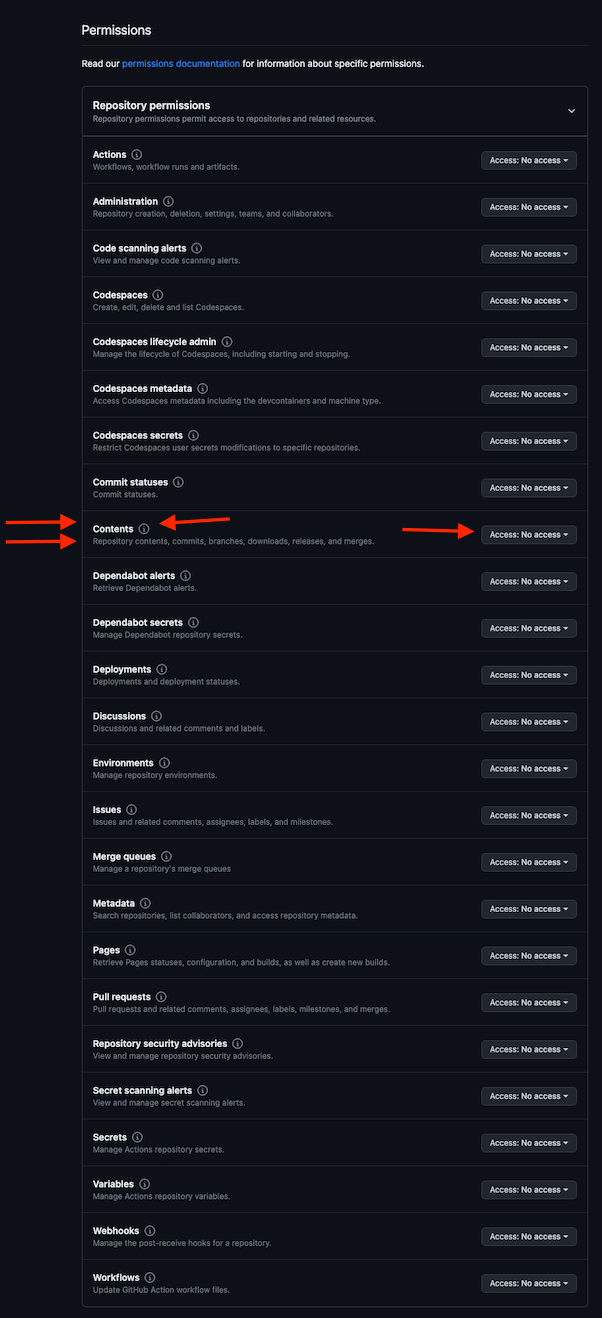 Permissions
Read our permissions documentation for information about specific permissions.
Repository permissions
Repository permissions permit access to repositories and related resources.
Actions
Workflows, workflow runs and artifacts.
Access: No access
Administration
Repository creation, deletion, settings, teams, and collaborators.
Access: No access
Code scanning alerts
View and manage code scanning alerts.
Access: No access
Codespaces
Create, edit, delete and list Codespaces.
Access: No access
Codespaces lifecycle admin
Manage the lifecycle of Codespaces, including starting and stopping.
Access: No access
Codespaces metadata
Access Codespaces metadata including the devcontainers and machine type.
Access: No access
Codespaces secrets
Restrict Codespaces user secrets modifications to specific repositories.
Access: No access
Commit statuses
Commit statuses.
Access: No access
Contents
Repository contents, commits, branches, downloads, releases, and merges.
Access: No access
Dependabot alerts
Retrieve Dependabot alerts.
Access: No access
Dependabot secrets
Manage Dependabot repository secrets.
Access: No access
Deployments
Deployments and deployment statuses.
Access: No access
Discussions
Discussions and related comments and labels.
Access: No access
Environments
Manage repository environments.
Access: No access
Issues
Issues and related comments, assignees, labels, and milestones.
Access: No access
Merge queues
Manage a repository's merge queues
Access: No access
Metadata
Search repositories, list collaborators, and access repository metadata.
Access: No access
Pages
Retrieve Pages statuses, configuration, and builds, as well as create new builds.
Access: No access
Pull requests
Pull requests and related comments, assignees, labels, milestones, and merges.
Access: No access
Repository security advisories
View and manage repository security advisories.
Access: No access
Secret scanning alerts
View and manage secret scanning alerts.
Access: No access
Secrets
Manage Actions repository secrets.
Access: No access
Variables
Manage Actions repository variables.
Access: No access
Webhooks
Manage the post-receive hooks for a repository.
Access: No access
Workflows
Update GitHub Action workflow files.
Access: No access